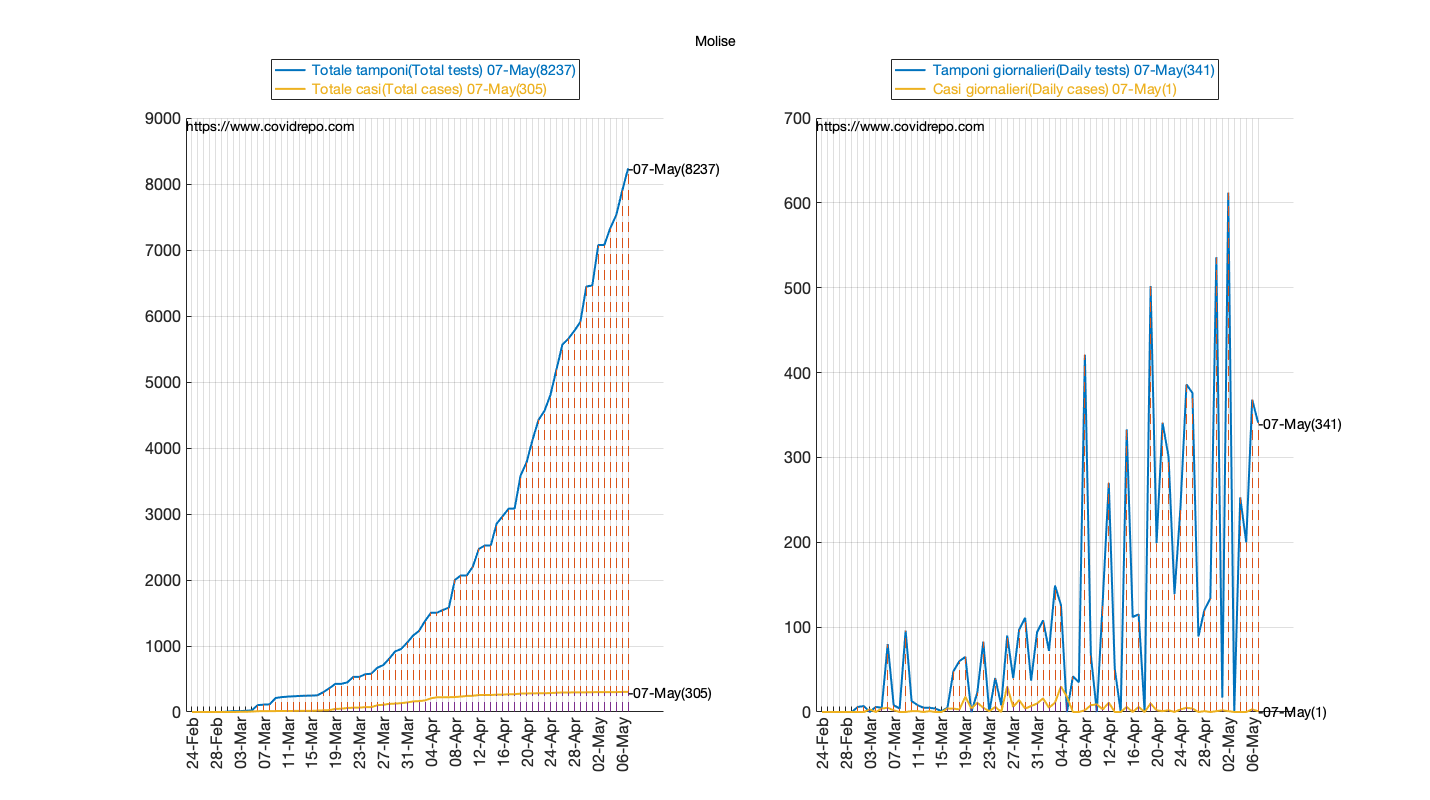 Molise
Totale tamponi(Total tests) 07-May(8237)
Totale casi(Total cases) 07-May(305)
9000
8000
7000
6000
5000
4000
3000
2000
1000
0
https://www.covidrepo.com
07-May(8237)
07-May(305)
24-Feb
28-Feb
03-Mar
07-Mar
11-Mar
15-Mar
19-Mar
23-Mar
27-Mar
31-Mar
04-Apr
08-Apr
12-Apr
16-Apr
20-Apr
24-Apr
28-Apr
02-May
06-May
Tamponi giornalieri(Daily tests) 07-May(341)
Casi giornalieri(Daily cases) 07-May(1)
700
600
500
400
300
200
100
0
https://www.covidrepo.com
07-May(341)
07-May(1)
24-Feb
28-Feb
03-Mar
07-Mar
11-Mar
15-Mar
19-Mar
23-Mar
27-Mar
31-Mar
04-Apr
08-Apr
12-Apr
16-Apr
20-Apr
24-Apr
28-Apr
02-May
06-May